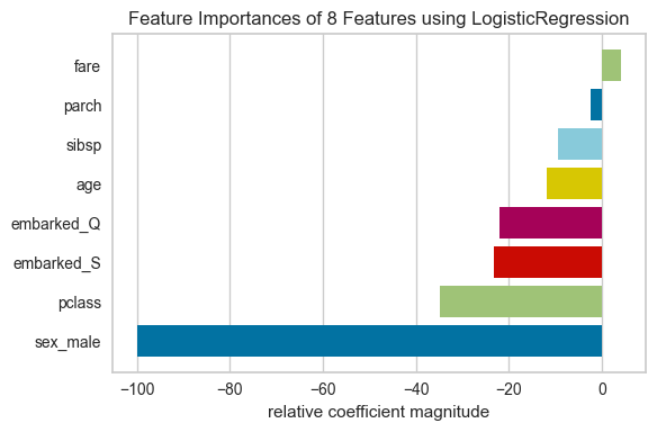 Feature Importances of 8 Features using LogisticRegression
fare
parch
sibsp
age
embarked_Q
embarked_S
pclass
sex_male
−100 −80 −60 −40 −20 0
relative coefficient magnitude